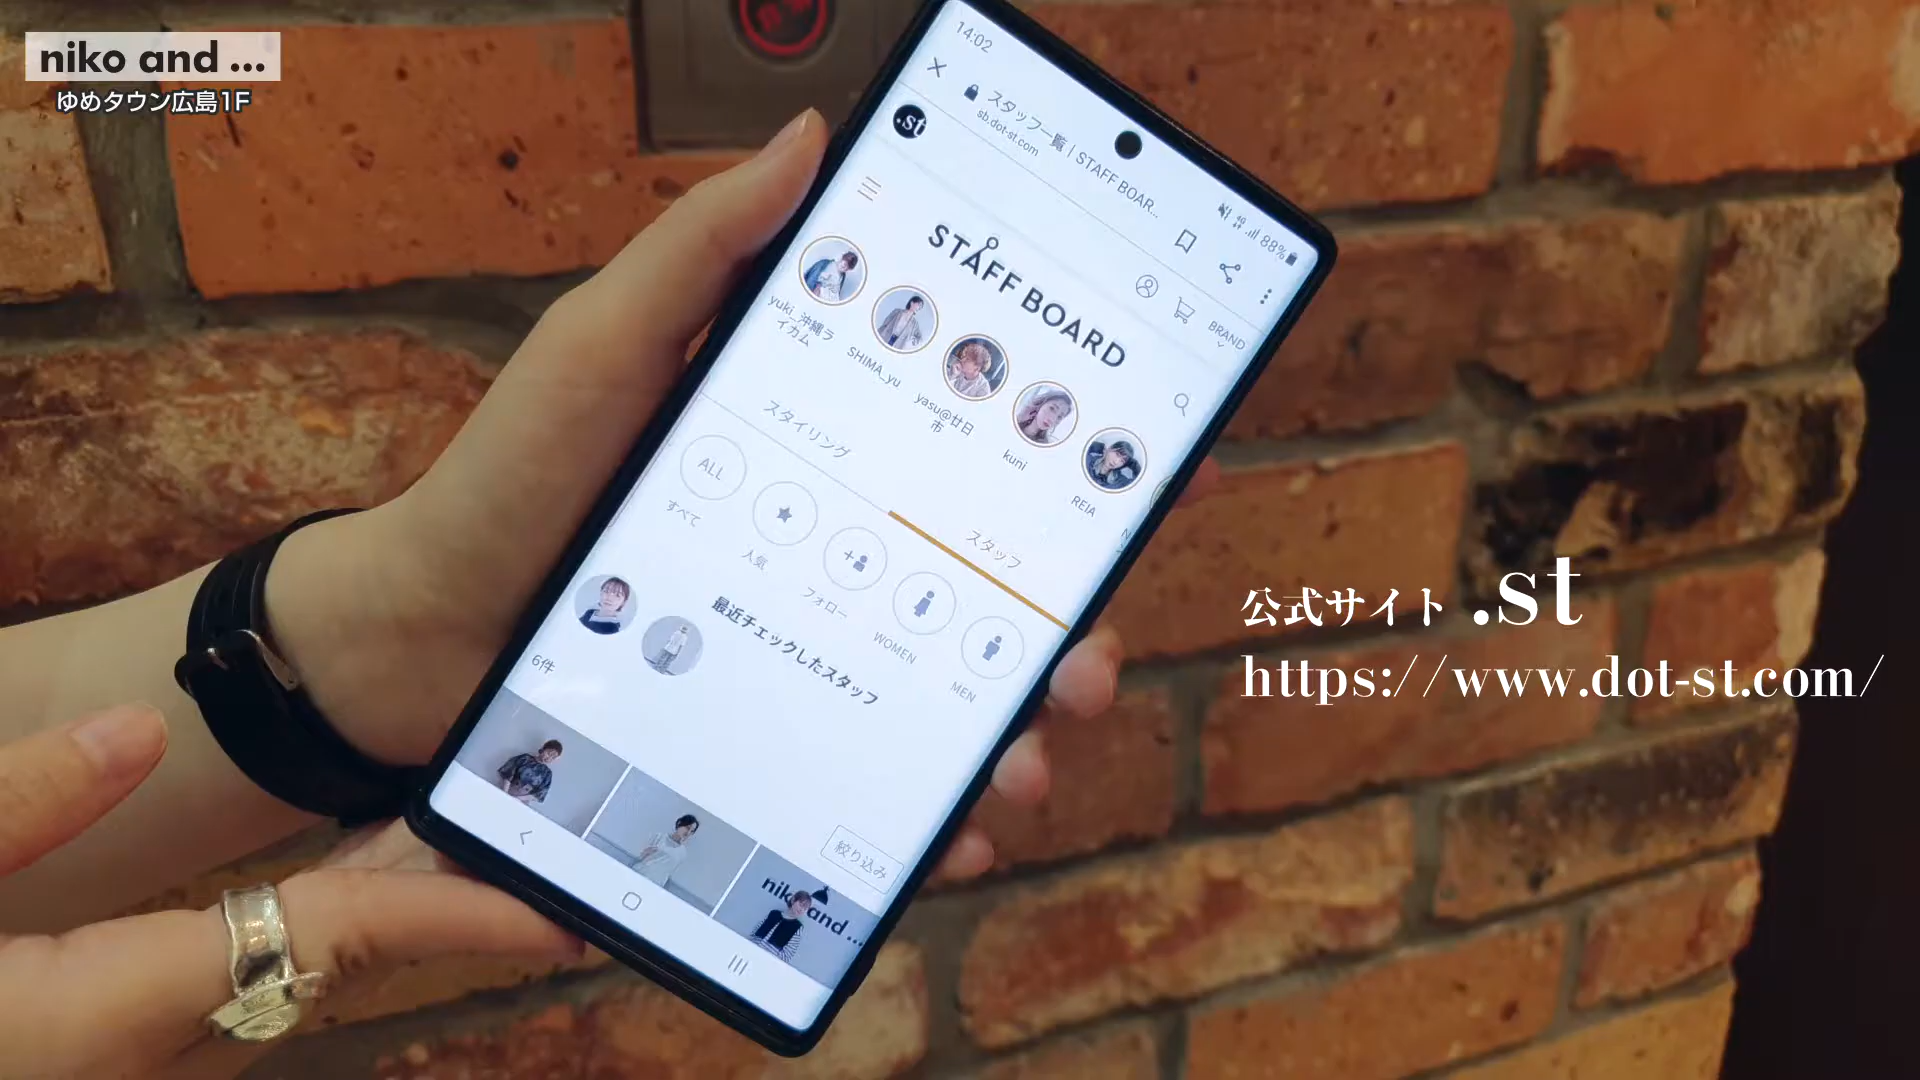 niko and ...
ゆめタウン広島1F
14:02
88%
スタッフ一覧 | STAFF BOAR...
sb.dot-st.com
.st
BRAND
STAFF BOARD
yuki_沖縄ラ
イカム
SHIMA_yu
yasu@廿日
市
kuni
REIA
スタイリング
スタッフ
ALL
すべて
人気
フォロー
WOMEN
MEN
最近チェックしたスタッフ
6件
絞り込み
niko and ...
公式サイト .st
https://www.dot-st.com/